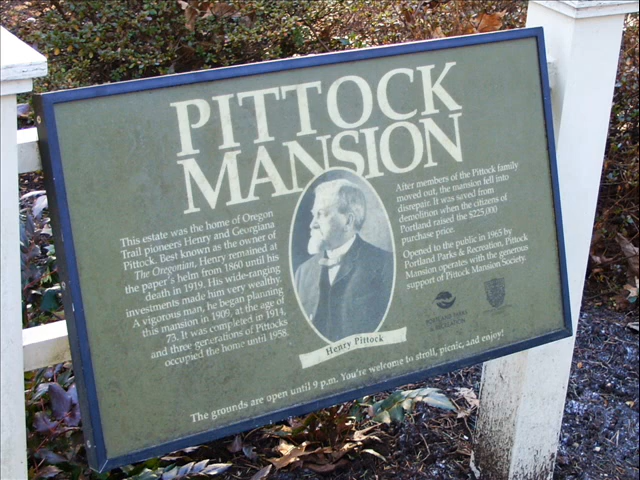 PITTOCK
MANSION
This estate was the home of Oregon
Trail pioneers Henry and Georgiana
Pittock. Best known as the owner of
The Oregonian, Henry remained at
the paper's helm from 1860 until his
death in 1919. His wide-ranging
investments made him very wealthy.
A vigorous man, he began planning
this mansion in 1909, at the age of
73. It was completed in 1914,
and three generations of Pittocks
occupied the home until 1958.
After members of the Pittock family
moved out, the mansion fell into
disrepair. It was saved from
demolition when the citizens of
Portland raised the $225,000
purchase price.
Opened to the public in 1965 by
Portland Parks & Recreation, Pittock
Mansion operates with the generous
support of Pittock Mansion Society.
PORTLAND PARKS
& RECREATION
Henry Pittock
The grounds are open until 9 p.m. You're welcome to stroll, picnic, and enjoy!